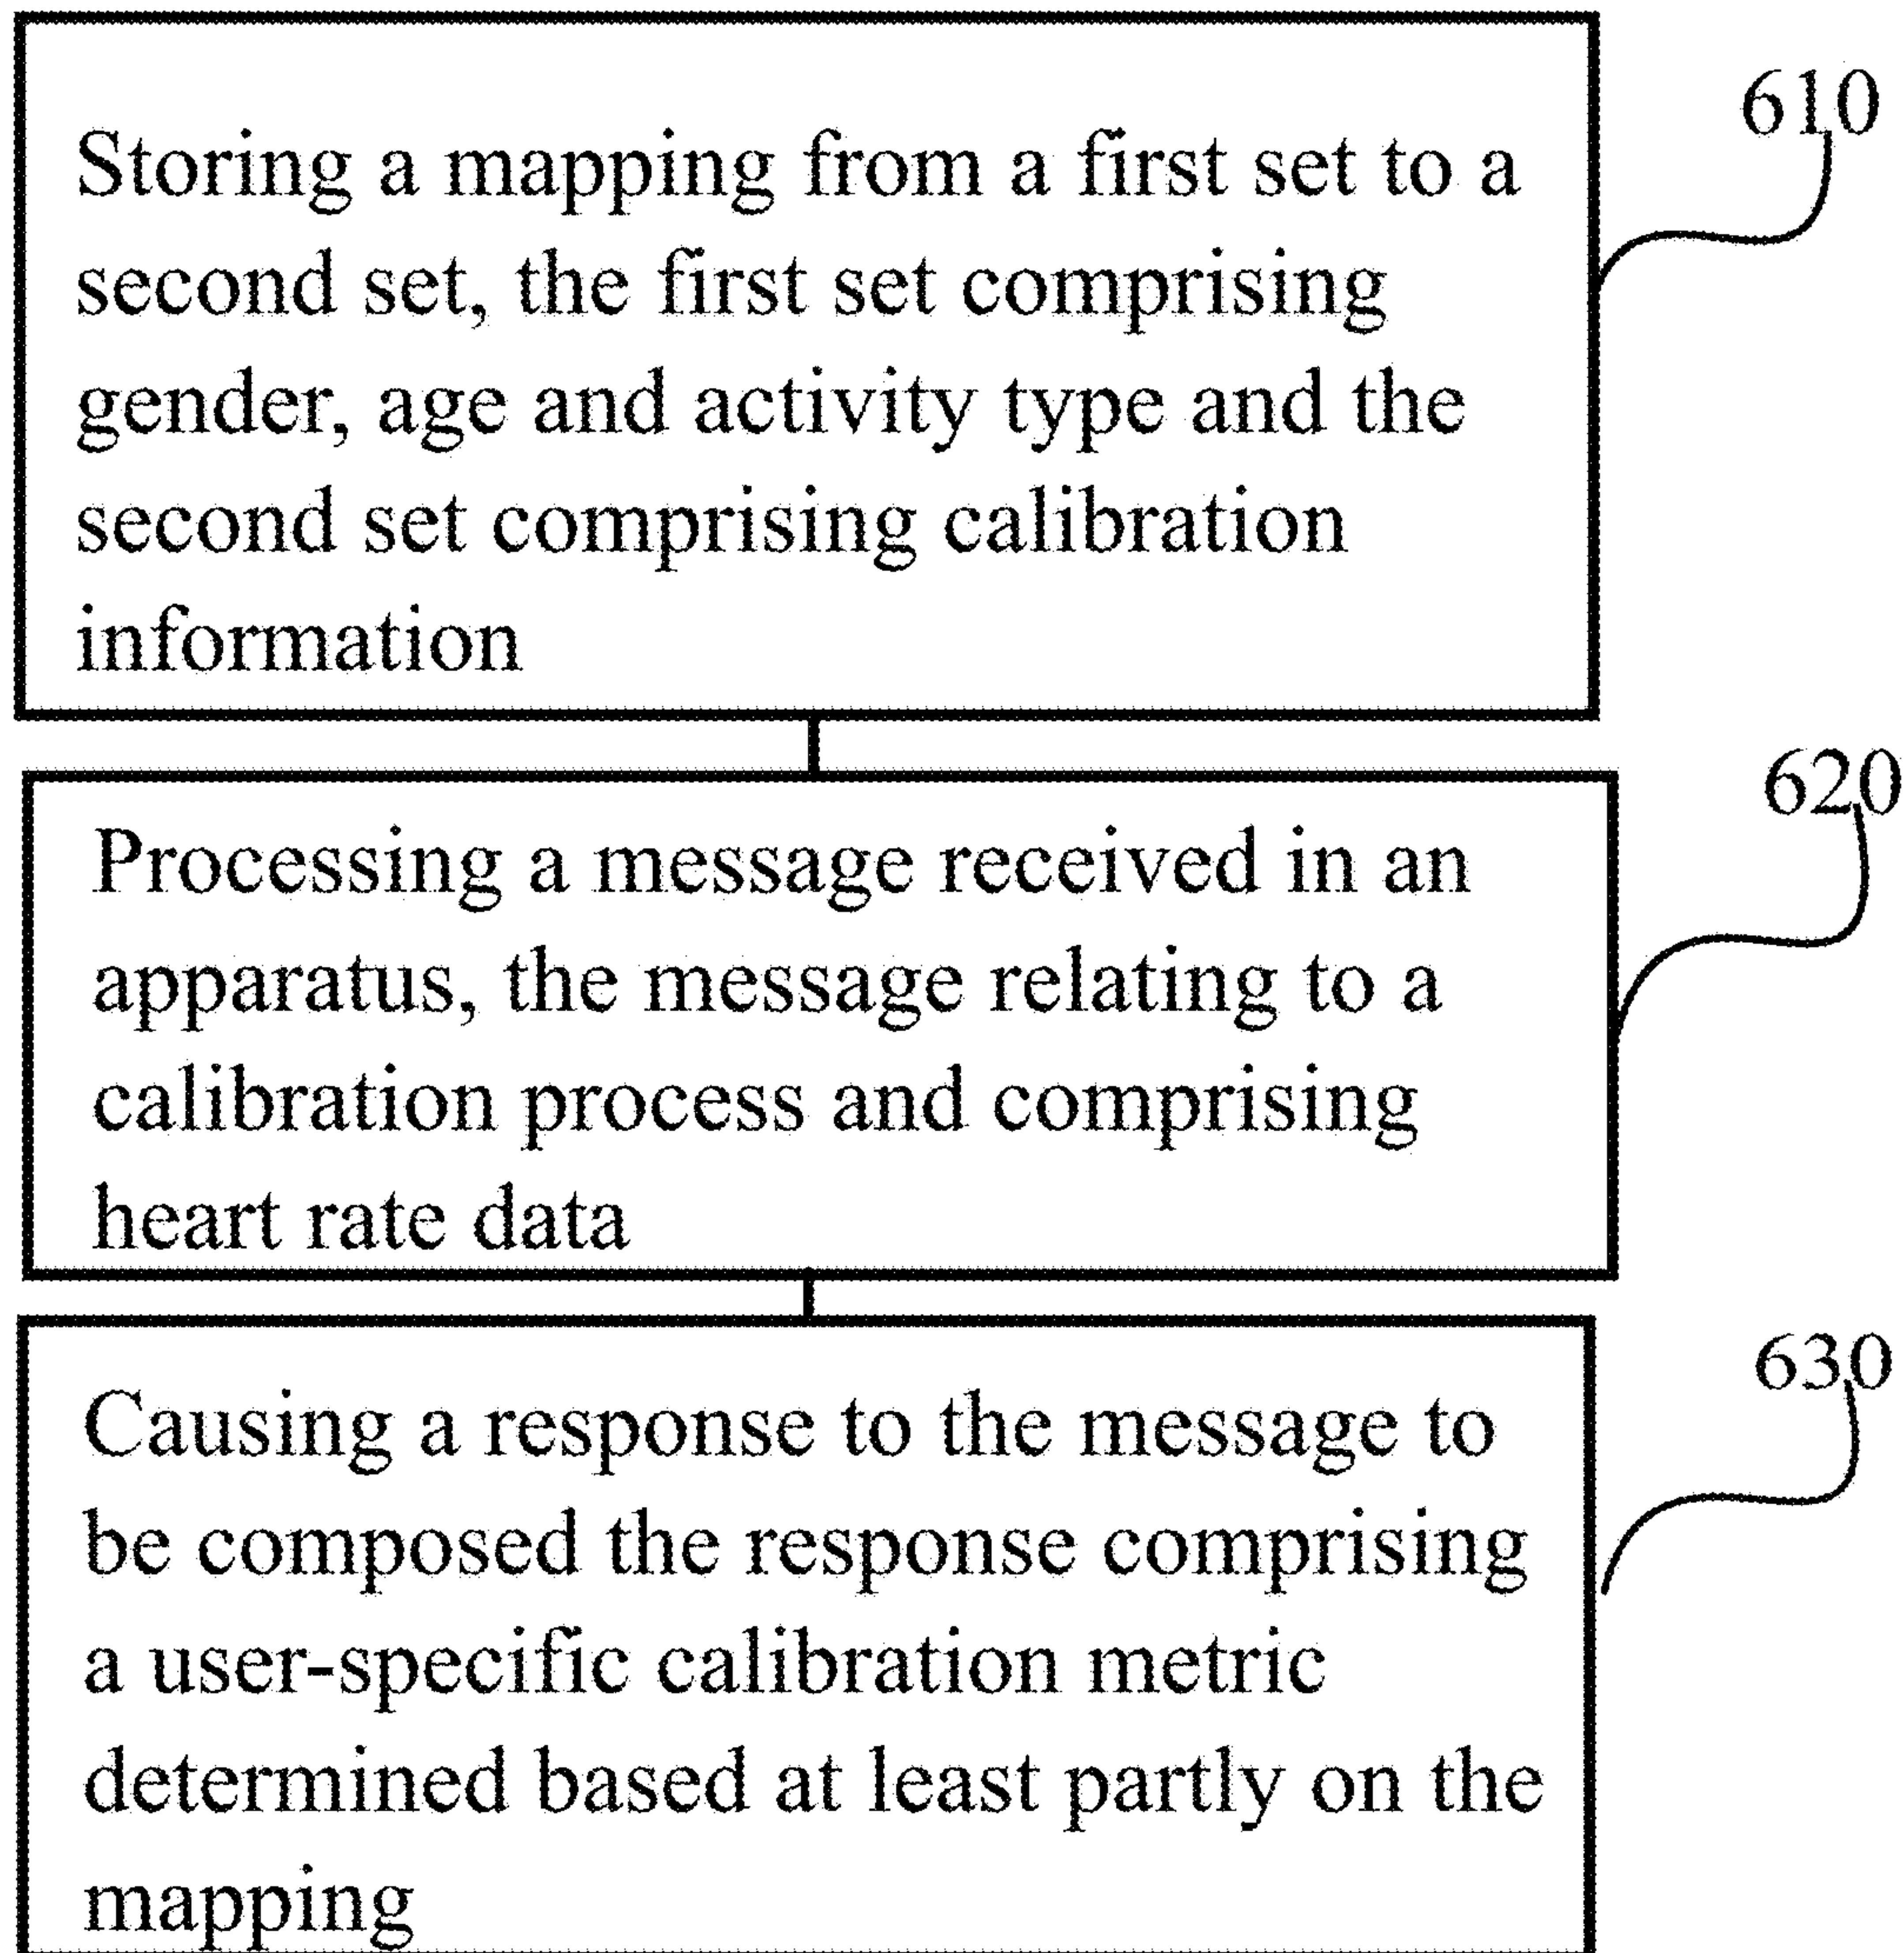 610
Storing a mapping from a first set to a
second set, the first set comprising
gender, age and activity type and the
second set comprising calibration
information
620
Processing a message received in an
apparatus, the message relating to a
calibration process and comprising
heart rate data
630
Causing a response to the message to
be composed the response comprising
a user-specific calibration metric
determined based at least partly on the
mapping